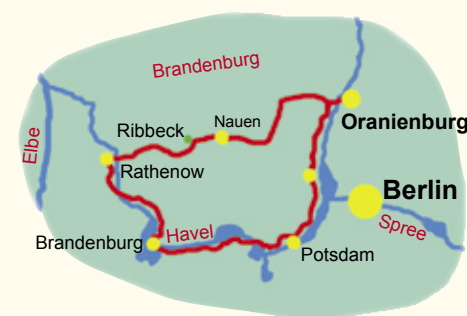 Brandenburg
Oranienburg
Nauen
Ribbeck
Elbe
Rathenow
Berlin
Spree
Havel
Brandenburg
Potsdam